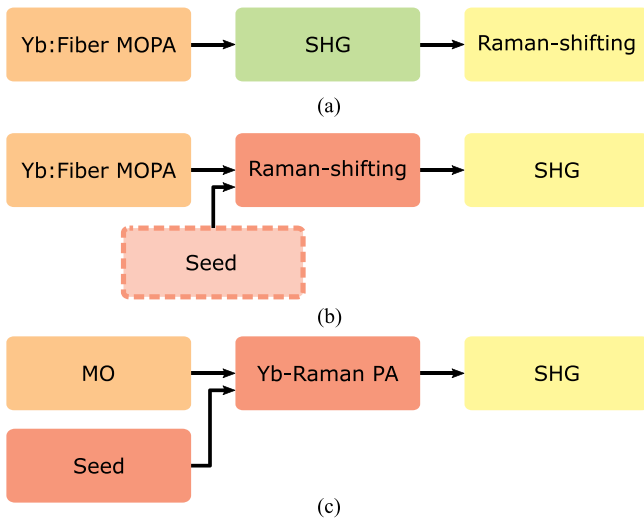 Yb:Fiber MOPA
SHG
Raman-shifting
(a)
Yb:Fiber MOPA
Raman-shifting
SHG
Seed
(b)
MO
Yb-Raman PA
SHG
Seed
(c)